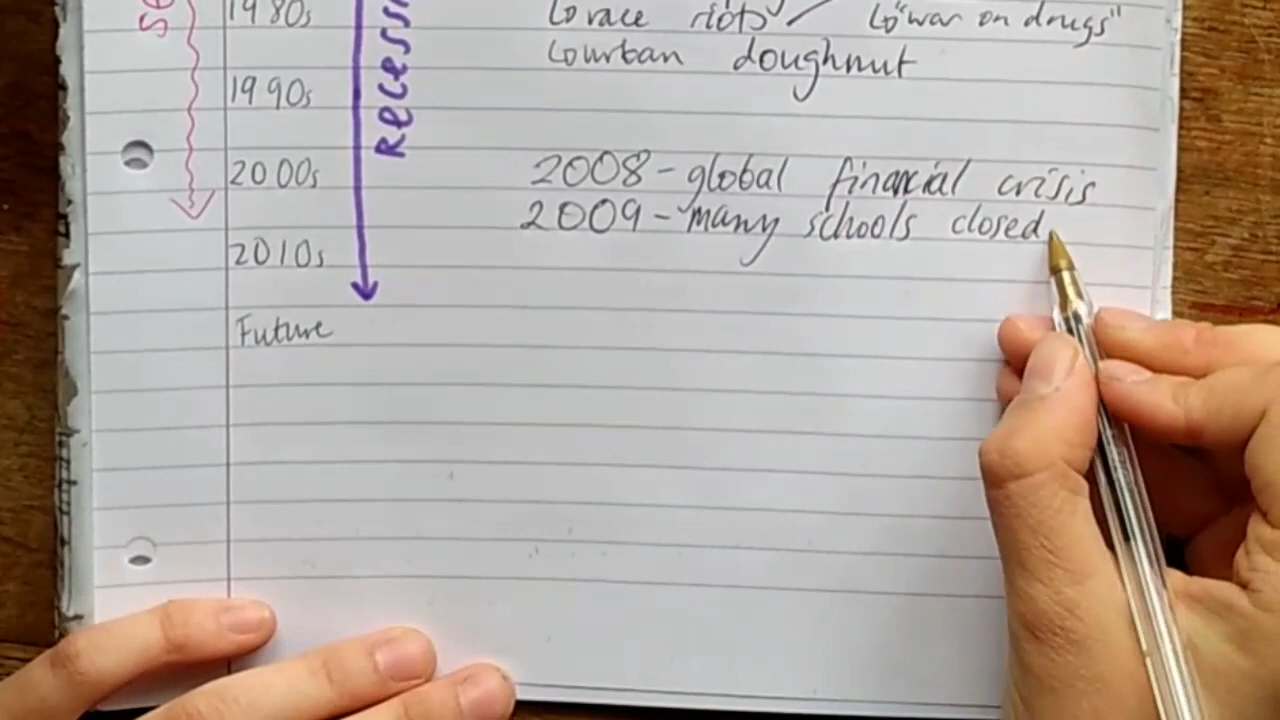 1980s
↳race riots ↳"war on drugs"
↳urban doughnut
1990s
Recessi
2000s
2008 - global financial crisis
2009 - many schools closed
2010s
Future